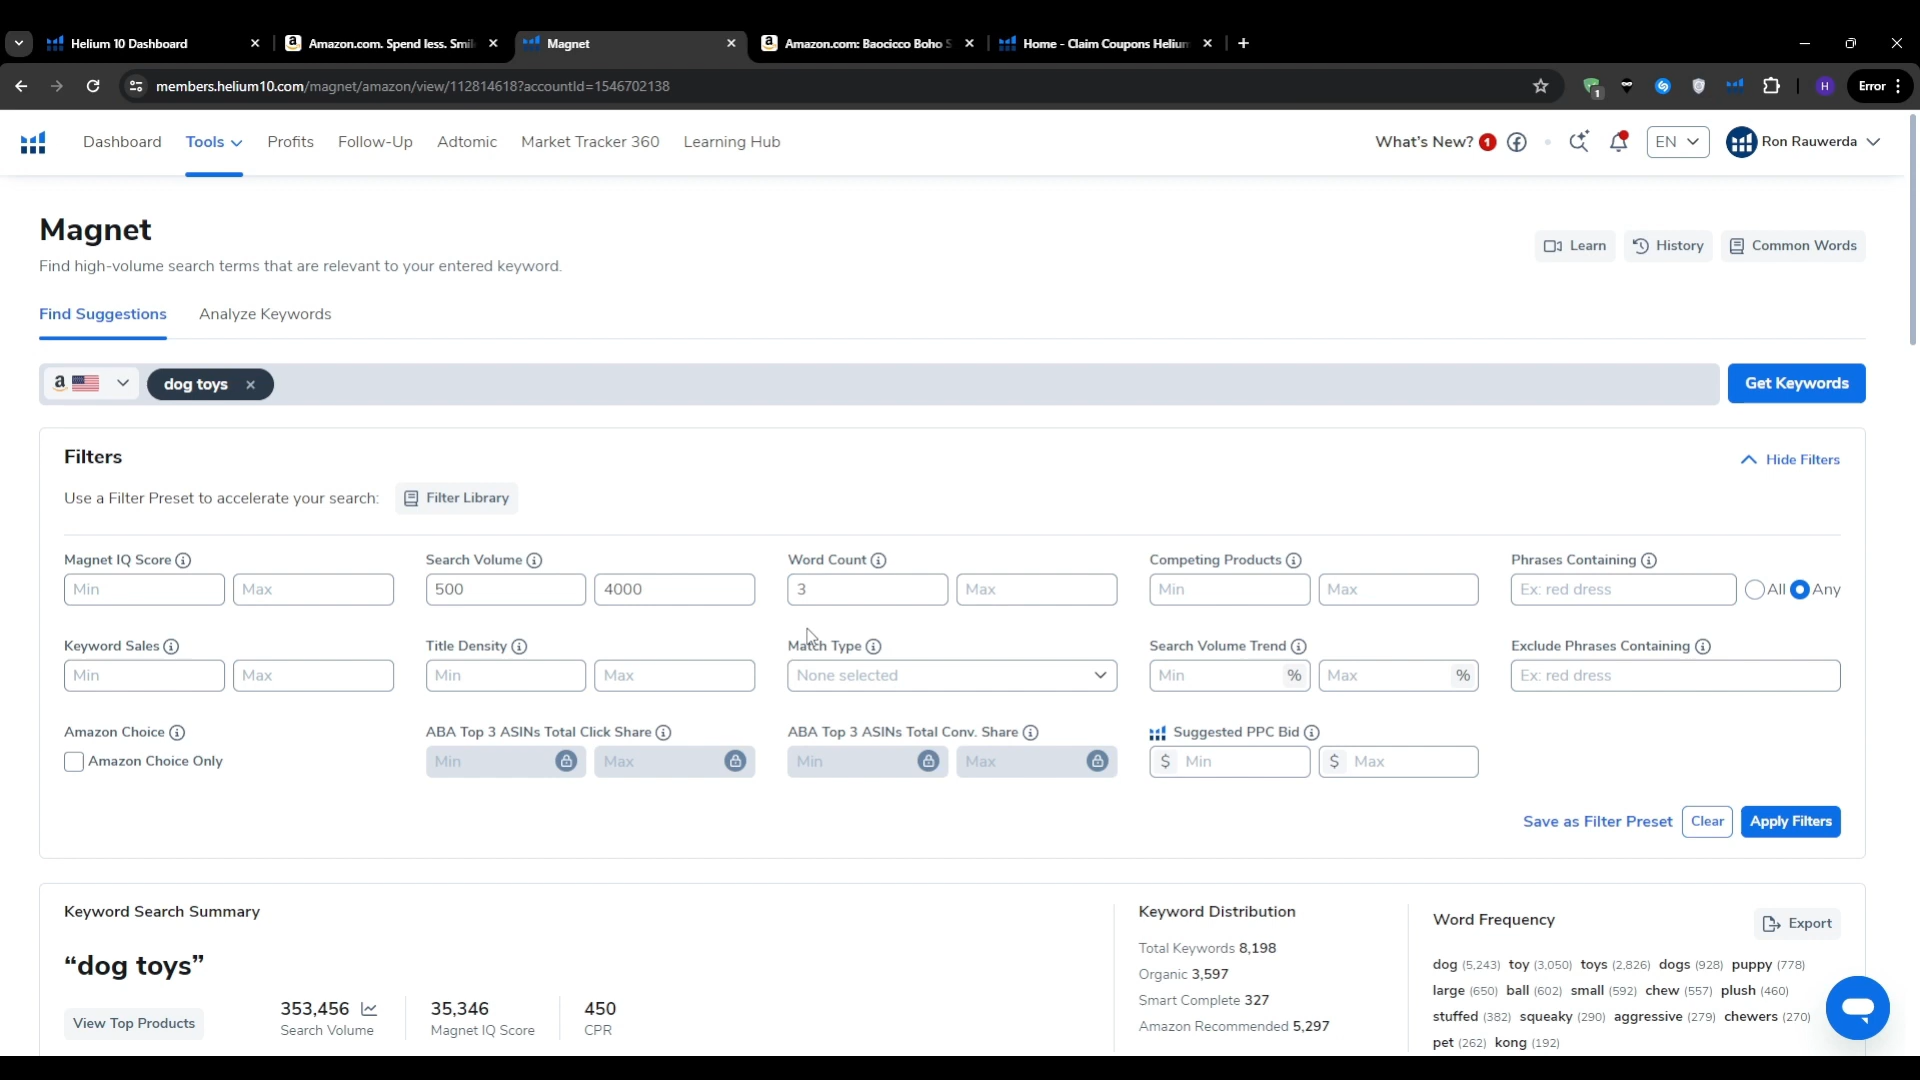 Helium 10 Dashboard
Amazon.com. Spend less. Smil
Magnet
Amazon.com: Baocicco Boho S
Home - Claim Coupons Helium
members.helium10.com/magnet/amazon/view/112814618?accountId=1546702138
1
H
Error
Dashboard
Tools
Profits
Follow-Up
Adtomic
Market Tracker 360
Learning Hub
What's New? 1
EN
Ron Rauwerda
Magnet
Find high-volume search terms that are relevant to your entered keyword.
Learn
History
Common Words
Find Suggestions
Analyze Keywords
a
dog toys
Get Keywords
Filters
Hide Filters
Use a Filter Preset to accelerate your search:
Filter Library
Magnet IQ Score
Search Volume
Word Count
Competing Products
Phrases Containing
Min
Max
500
4000
3
Max
Min
Max
Ex: red dress
All
Any
Keyword Sales
Title Density
Match Type
Search Volume Trend
Exclude Phrases Containing
Min
Max
Min
Max
None selected
Min %
Max %
Ex: red dress
Amazon Choice
ABA Top 3 ASINs Total Click Share
ABA Top 3 ASINs Total Conv. Share
Suggested PPC Bid
Amazon Choice Only
Min
Max
Min
Max
$ Min
$ Max
Save as Filter Preset
Clear
Apply Filters
Keyword Search Summary
Keyword Distribution
Word Frequency
Export
“dog toys”
Total Keywords 8,198
Organic 3,597
Smart Complete 327
Amazon Recommended 5,297
dog (5,243) toy (3,050) toys (2,826) dogs (928) puppy (778)
large (650) ball (602) small (592) chew (557) plush (460)
stuffed (382) squeaky (290) aggressive (279) chewers (270)
pet (262) kong (192)
View Top Products
353,456
Search Volume
35,346
Magnet IQ Score
450
CPR